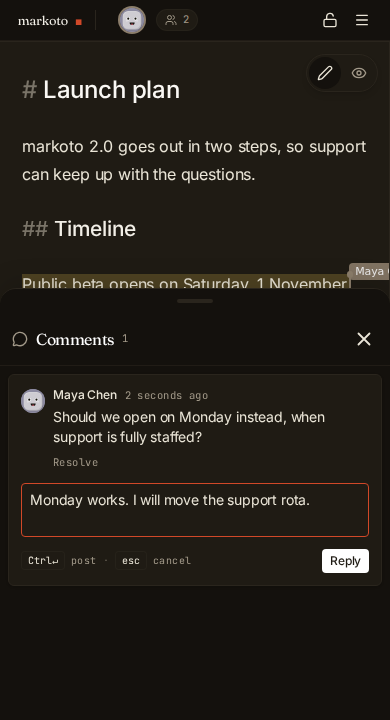 markoto
2
# Launch plan
markoto 2.0 goes out in two steps, so support
can keep up with the questions.
## Timeline
Maya
Public beta opens on Saturday, 1 November
Comments 1
Maya Chen 2 seconds ago
Should we open on Monday instead, when
support is fully staffed?
Resolve
Monday works. I will move the support rota.
Ctrl↵ post · esc cancel
Reply